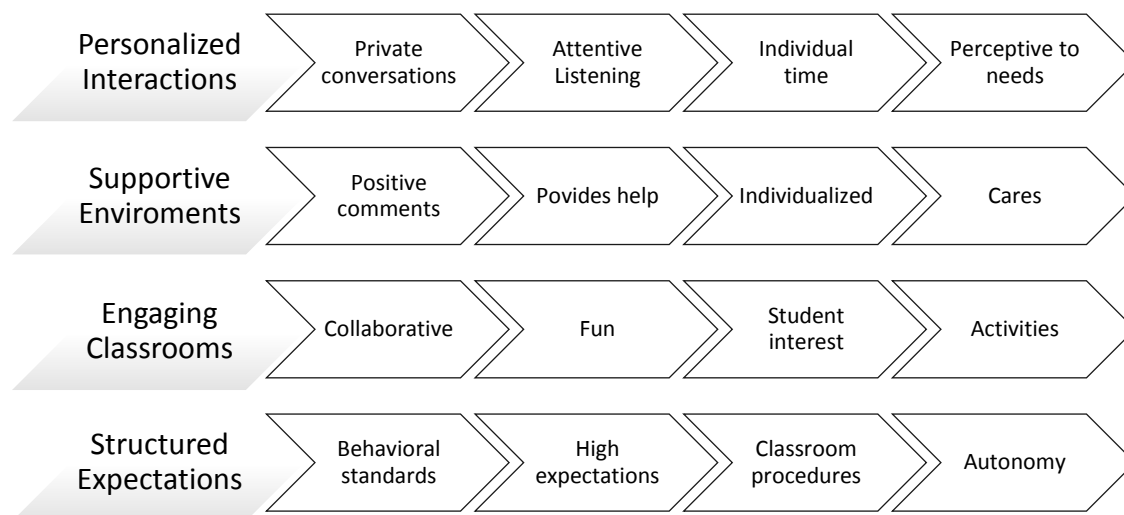 Personalized
Interactions
Private
conversations
Attentive
Listening
Individual
time
Perceptive to
needs
Supportive
Enviroments
Positive
comments
Povides help
Individualized
Cares
Engaging
Classrooms
Collaborative
Fun
Student
interest
Activities
Structured
Expectations
Behavioral
standards
High
expectations
Classroom
procedures
Autonomy